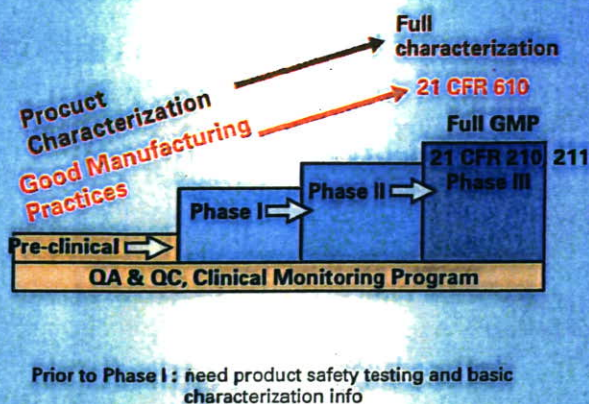 Full
characterization
Procuct
Characterization
21 CFR 610
Good Manufacturing
Practices
Full GMP
21 CFR 210 211
Phase III
Phase II
Phase I
Pre-clinical
QA & QC, Clinical Monitoring Program
Prior to Phase I : need product safety testing and basic
characterization info